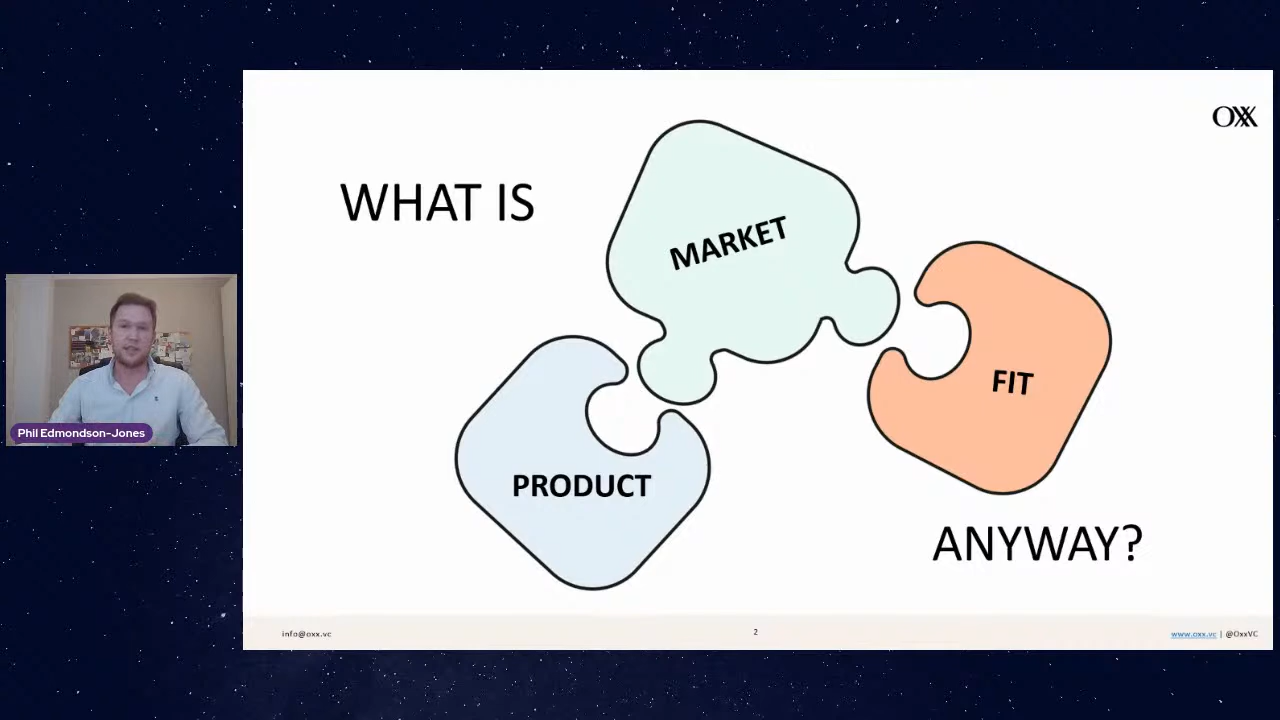 OXX
WHAT IS
MARKET
FIT
PRODUCT
ANYWAY?
Phil Edmondson-Jones
info@oxx.vc
2
www.oxx.vc | @OxxVC